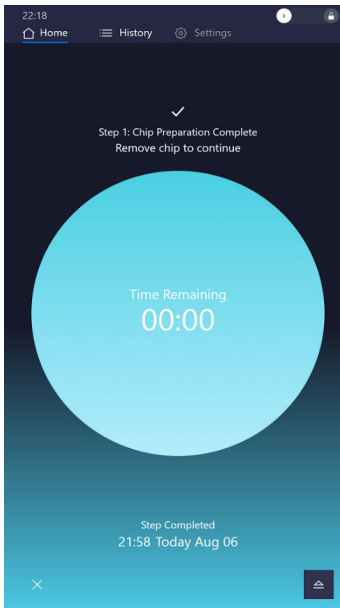 22:18
Home History Settings
Step 1: Chip Preparation Complete
Remove chip to continue
Time Remaining
00:00
Step Completed
21:58 Today Aug 06